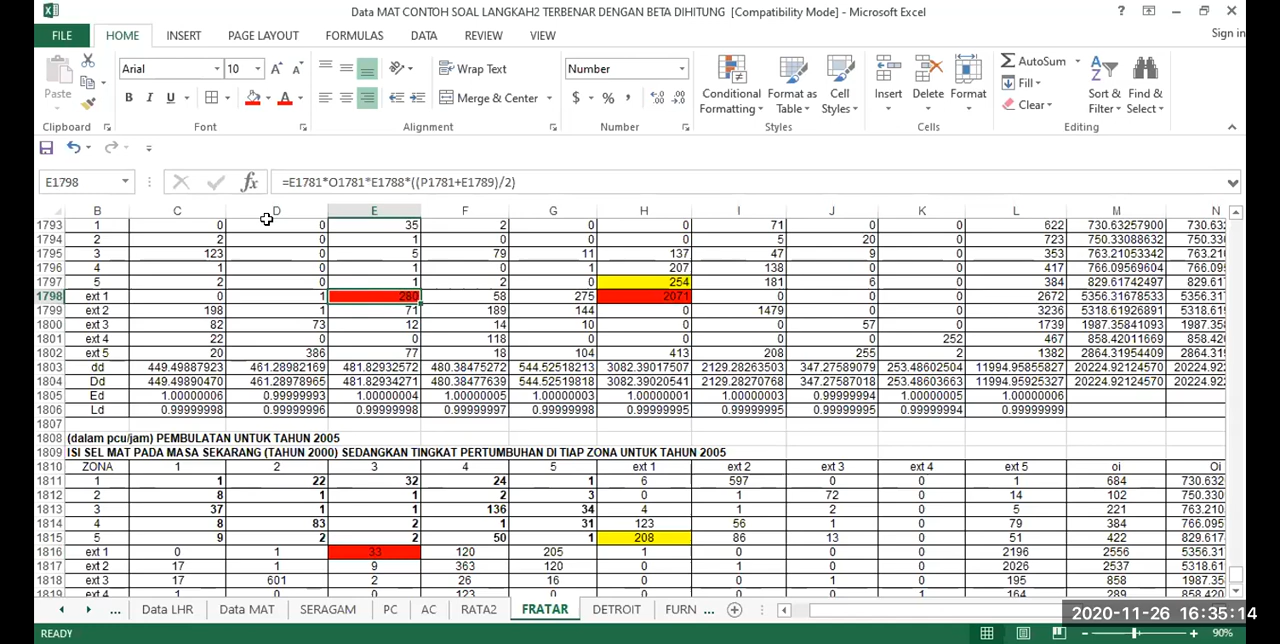 Data MAT CONTOH SOAL LANGKAH2 TERBENAR DENGAN BETA DIHITUNG [Compatibility Mode] - Microsoft Excel
FILE HOME INSERT PAGE LAYOUT FORMULAS DATA REVIEW VIEW Sign in
Arial 10 Wrap Text Number AutoSum
Paste Conditional Format as Cell Insert Delete Format Fill Sort & Find &
B I U Merge & Center $ % , Formatting Table Styles Clear Filter Select
Clipboard Font Alignment Number Styles Cells Editing
E1798 fx =E1781*O1781*E1788*((P1781+E1789)/2)
B C D E F G H I J K L M N
1793 1 0 0 35 2 0 0 71 0 0 622 730.63257900 730.63
1794 2 2 0 1 0 0 0 5 20 0 723 750.33088632 750.33
1795 3 123 0 5 79 11 137 47 9 0 353 763.21053342 763.21
1796 4 1 0 1 0 1 207 138 0 0 417 766.09569604 766.09
1797 5 2 0 1 2 0 254 181 6 0 384 829.61742497 829.61
1798 ext 1 0 1 280 58 275 2071 0 0 0 2672 5356.31678533 5356.31
1799 ext 2 198 1 71 189 144 0 1479 0 0 3236 5318.61926891 5318.61
1800 ext 3 82 73 12 14 10 0 0 57 0 1739 1987.35841093 1987.35
1801 ext 4 22 0 0 118 0 0 0 0 252 467 858.42011669 858.42
1802 ext 5 20 386 77 18 104 413 208 255 2 1382 2864.31954409 2864.31
1803 dd 449.49887923 461.28982169 481.82932572 480.38475272 544.52518213 3082.39017507 2129.28263503 347.27589079 253.48602504 11994.95855827 20224.92124570 20224.92
1804 Dd 449.49890470 461.28978965 481.82934271 480.38477639 544.52519818 3082.39020541 2129.28270768 347.27587018 253.48603663 11994.95925327 20224.92124570 20224.92
1805 Ed 1.00000006 0.99999993 1.00000004 1.00000005 1.00000003 1.00000001 1.00000003 0.99999994 1.00000005 1.00000006
1806 Ld 0.99999998 0.99999996 0.99999998 0.99999997 0.99999998 0.99999995 0.99999995 0.99999995 0.99999994 0.99999999
1807
1808 (dalam pcu/jam) PEMBULATAN UNTUK TAHUN 2005
1809 ISI SEL MAT PADA MASA SEKARANG (TAHUN 2000) SEDANGKAN TINGKAT PERTUMBUHAN DI TIAP ZONA UNTUK TAHUN 2005
1810 ZONA 1 2 3 4 5 ext 1 ext 2 ext 3 ext 4 ext 5 oi Oi
1811 1 1 22 32 24 1 6 597 0 0 1 684 730.632
1812 2 8 1 1 2 3 0 1 72 0 14 102 750.330
1813 3 37 1 1 136 34 4 1 2 0 5 221 763.210
1814 4 8 83 2 1 31 123 56 1 0 79 384 766.095
1815 5 9 2 2 50 1 208 86 13 0 51 422 829.617
1816 ext 1 0 1 33 120 205 1 0 0 0 2196 2556 5356.31
1817 ext 2 17 1 9 363 120 0 1 0 0 2026 2537 5318.61
1818 ext 3 17 601 2 26 16 0 0 1 0 195 858 1987.35
1819 ext 4 1 0 0 123 0 0 0 0 1 164 289 858.420
... Data LHR Data MAT SERAGAM PC AC RATA2 FRATAR DETROIT FURN ...
2020-11-26 16:35:14
READY 90%